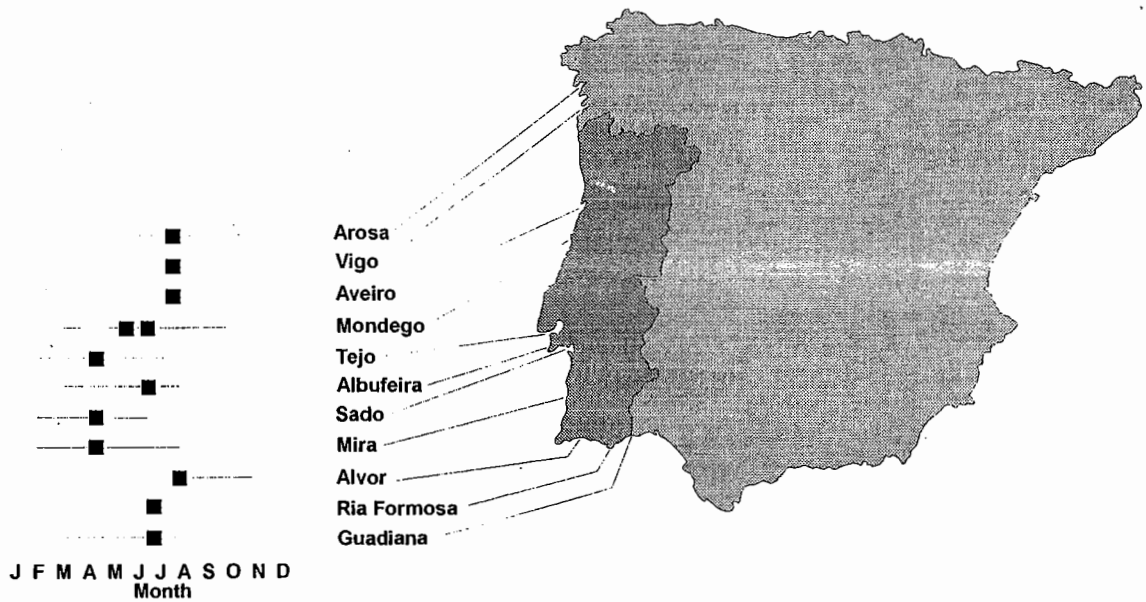 Arosa
Vigo
Aveiro
Mondego
Tejo
Albufeira
Sado
Mira
Alvor
Ria Formosa
Guadiana
J F M A M J J A S O N D
Month